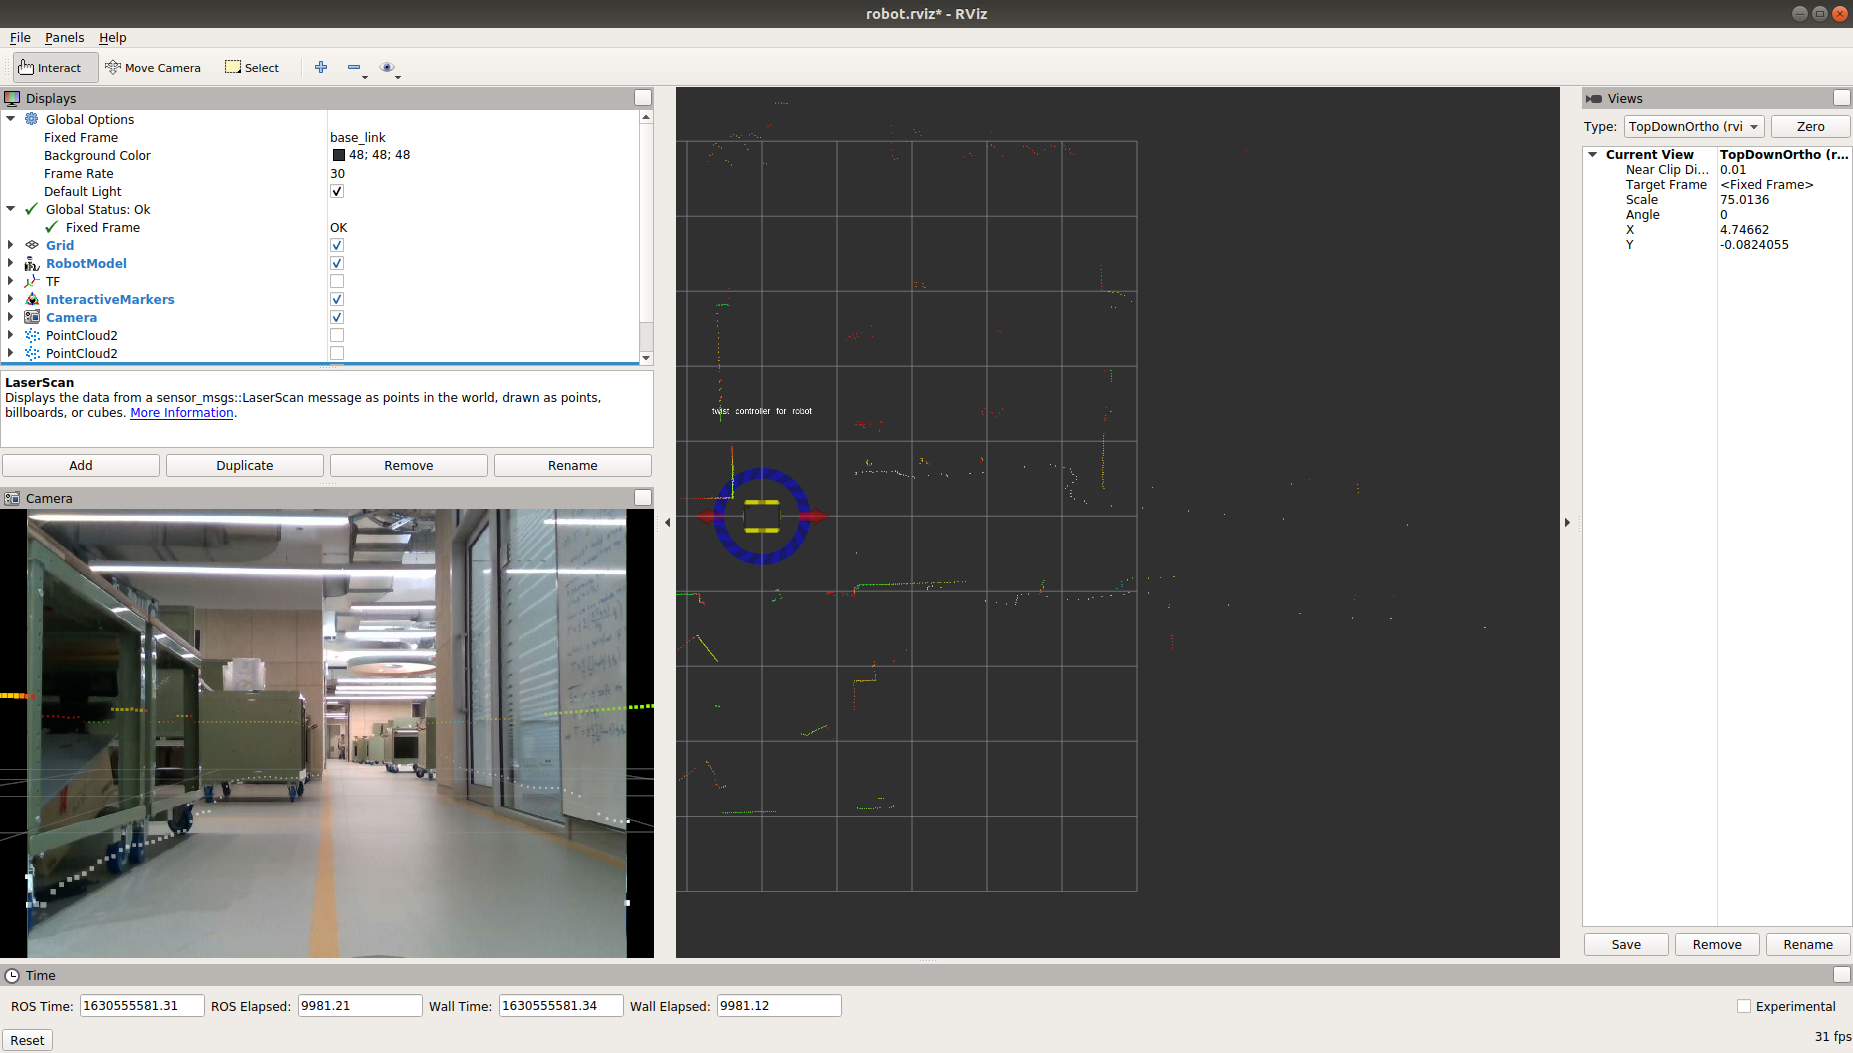 robot.rviz* - RViz
File Panels Help
Interact Move Camera Select
Displays
Global Options
Fixed Frame base_link
Background Color 48; 48; 48
Frame Rate 30
Default Light
Global Status: Ok
Fixed Frame OK
Grid
RobotModel
TF
InteractiveMarkers
Camera
PointCloud2
PointCloud2
LaserScan
Displays the data from a sensor_msgs::LaserScan message as points in the world, drawn as points,
billboards, or cubes. More Information.
Add Duplicate Remove Rename
Camera
twist controller for robot
Views
Type: TopDownOrtho (rvi Zero
Current View TopDownOrtho (r...
Near Clip Di... 0.01
Target Frame <Fixed Frame>
Scale 75.0136
Angle 0
X 4.74662
Y -0.0824055
Save Remove Rename
Time
ROS Time: 1630555581.31 ROS Elapsed: 9981.21 Wall Time: 1630555581.34 Wall Elapsed: 9981.12
Experimental
Reset
31 fps